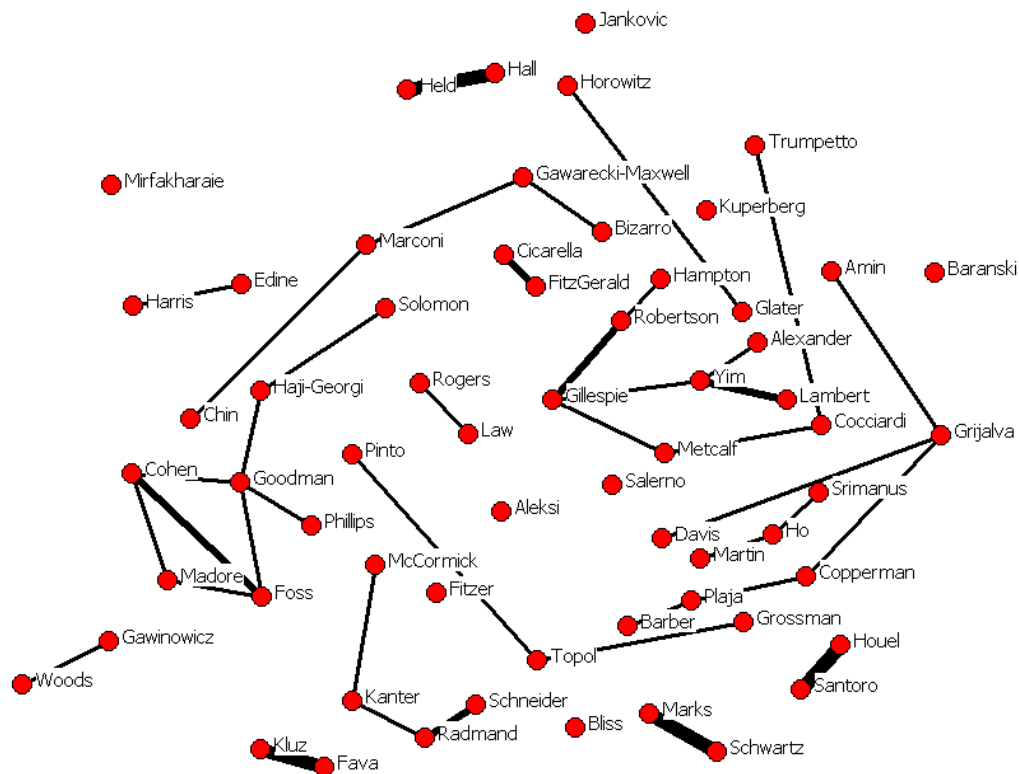 Jankovic
Hall
Held
Horowitz
Trumpetto
Gawarecki-Maxwell
Mirfakharaie
Kuperberg
Bizarro
Marconi
Cicarella
Amin
Baranski
Hampton
Edine
FitzGerald
Harris
Solomon
Glater
Robertson
Alexander
Yim
Rogers
Haji-Georgi
Lambert
Gillespie
Chin
Cocciardi
Law
Grijalva
Metcalf
Pinto
Cohen
Goodman
Salerno
Srimanus
Aleksi
Phillips
Ho
Davis
Martin
McCormick
Copperman
Madore
Fitzer
Foss
Plaja
Grossman
Barber
Gawinowicz
Houel
Topol
Woods
Santoro
Kanter
Schneider
Marks
Bliss
Radmand
Kluz
Schwartz
Fava